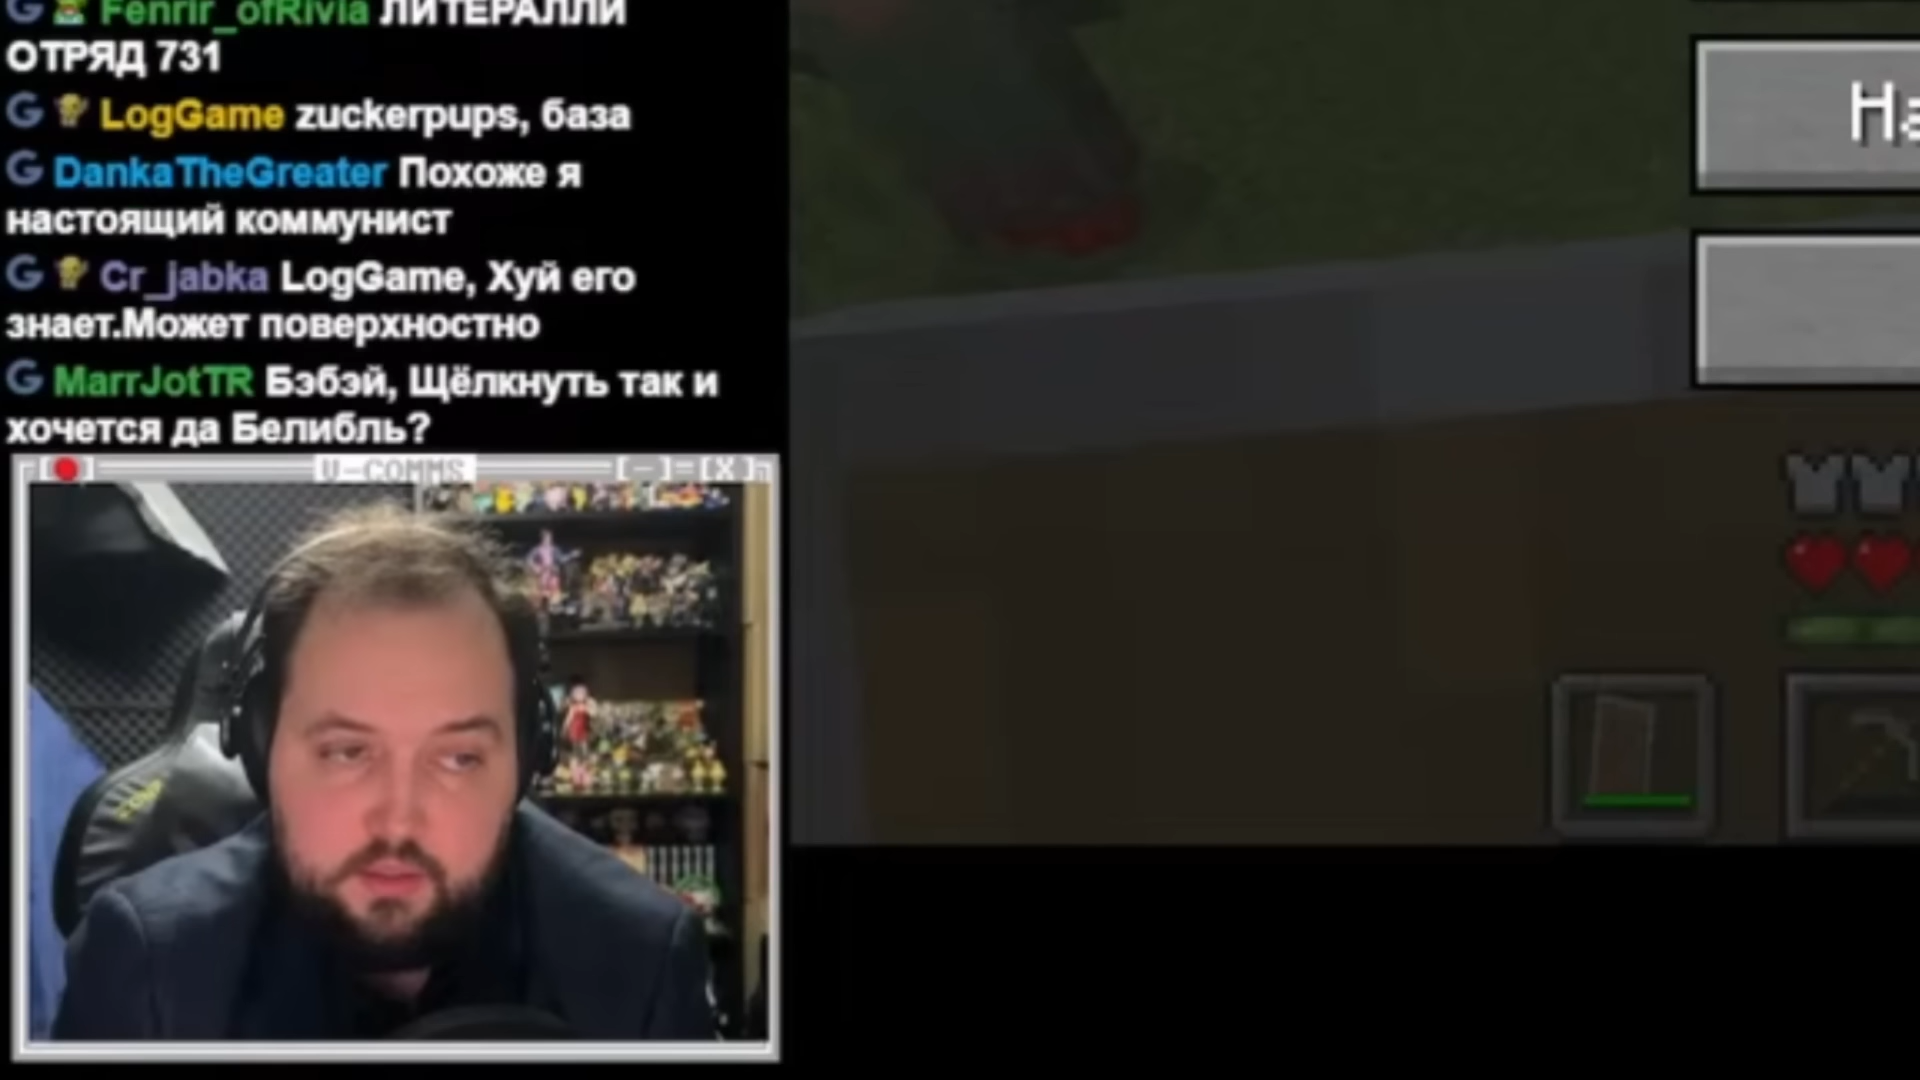 Fenrir_ofRivia ЛИТЕРАЛЛИ
ОТРЯД 731
LogGame zuckerpups, база
DankaTheGreater Похоже я
настоящий коммунист
Cr_jabka LogGame, Хуй его
знает.Может поверхностно
MarrJotTR Бэбэй, Щёлкнуть так и
хочется да Белибль?
U-COMMS [-] [X]
На